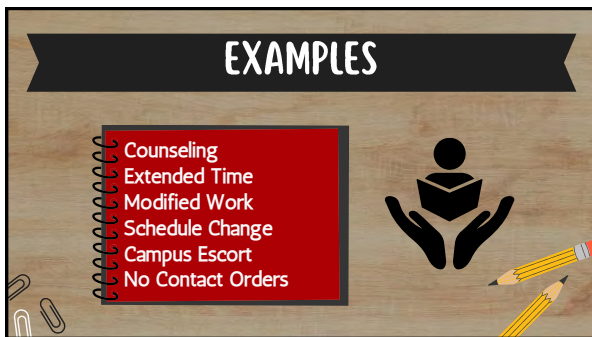 EXAMPLES
Counseling
Extended Time
Modified Work
Schedule Change
Campus Escort
No Contact Orders